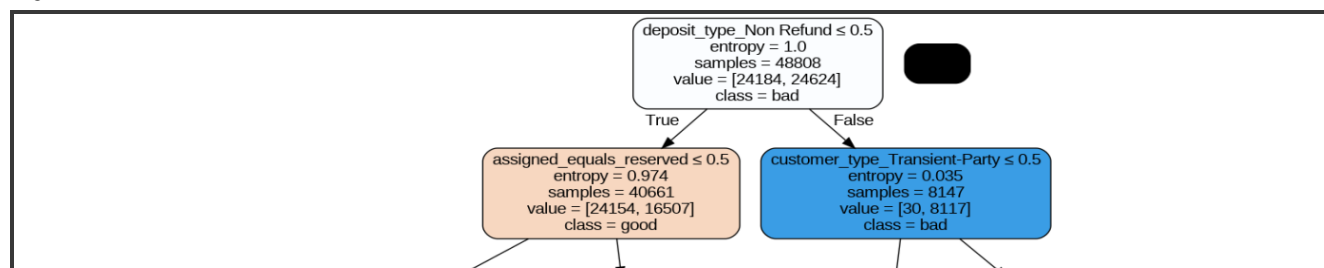 deposit_type_Non Refund ≤ 0.5
entropy = 1.0
samples = 48808
value = [24184, 24624]
class = bad
True
False
assigned_equals_reserved ≤ 0.5
entropy = 0.974
samples = 40661
value = [24154, 16507]
class = good
customer_type_Transient-Party ≤ 0.5
entropy = 0.035
samples = 8147
value = [30, 8117]
class = bad